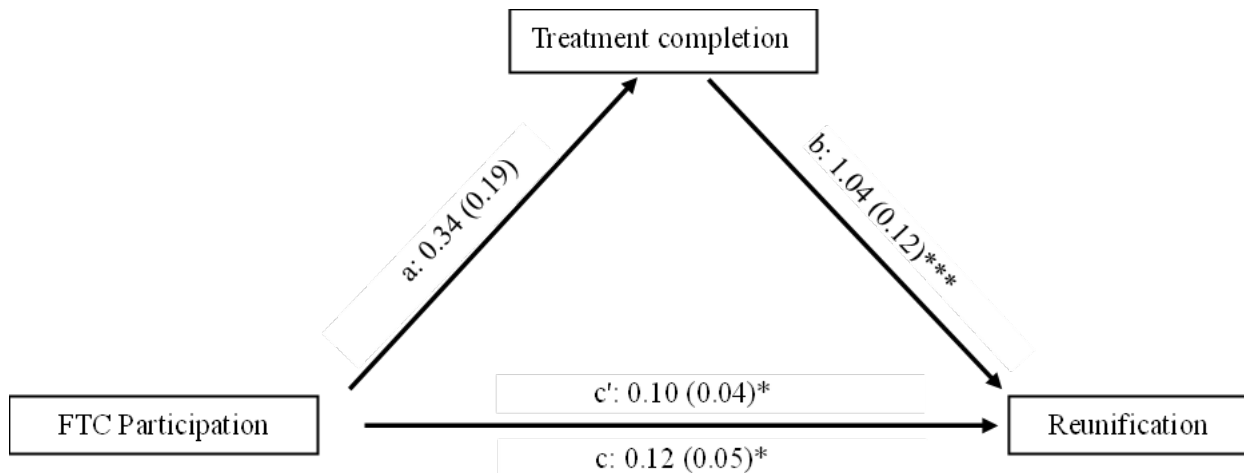 Treatment completion
a: 0.34 (0.19)
b: 1.04 (0.12)***
FTC Participation
c': 0.10 (0.04)*
c: 0.12 (0.05)*
Reunification